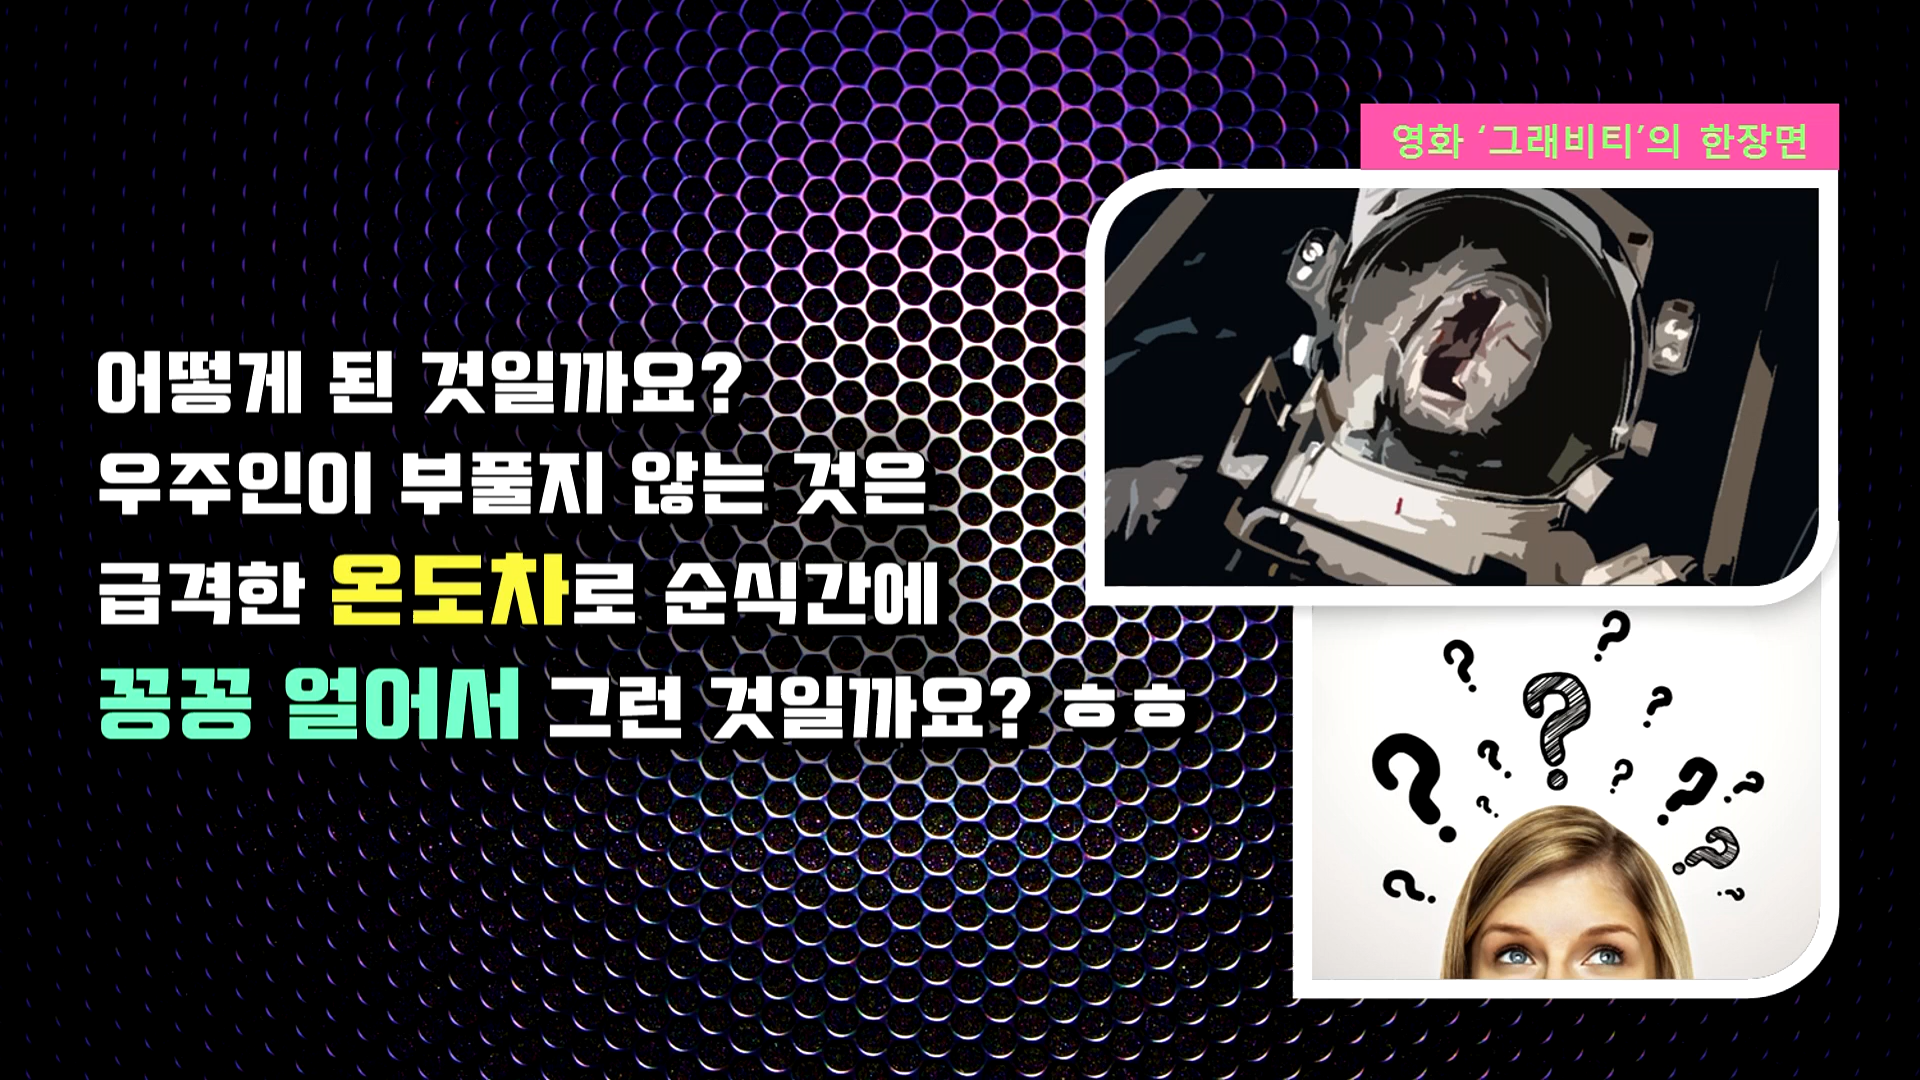 영화 ‘그래비티’의 한장면
어떻게 된 것일까요?
우주인이 부풀지 않는 것은
급격한 온도차로 순식간에
꽁꽁 얼어서 그런 것일까요? ㅎㅎ